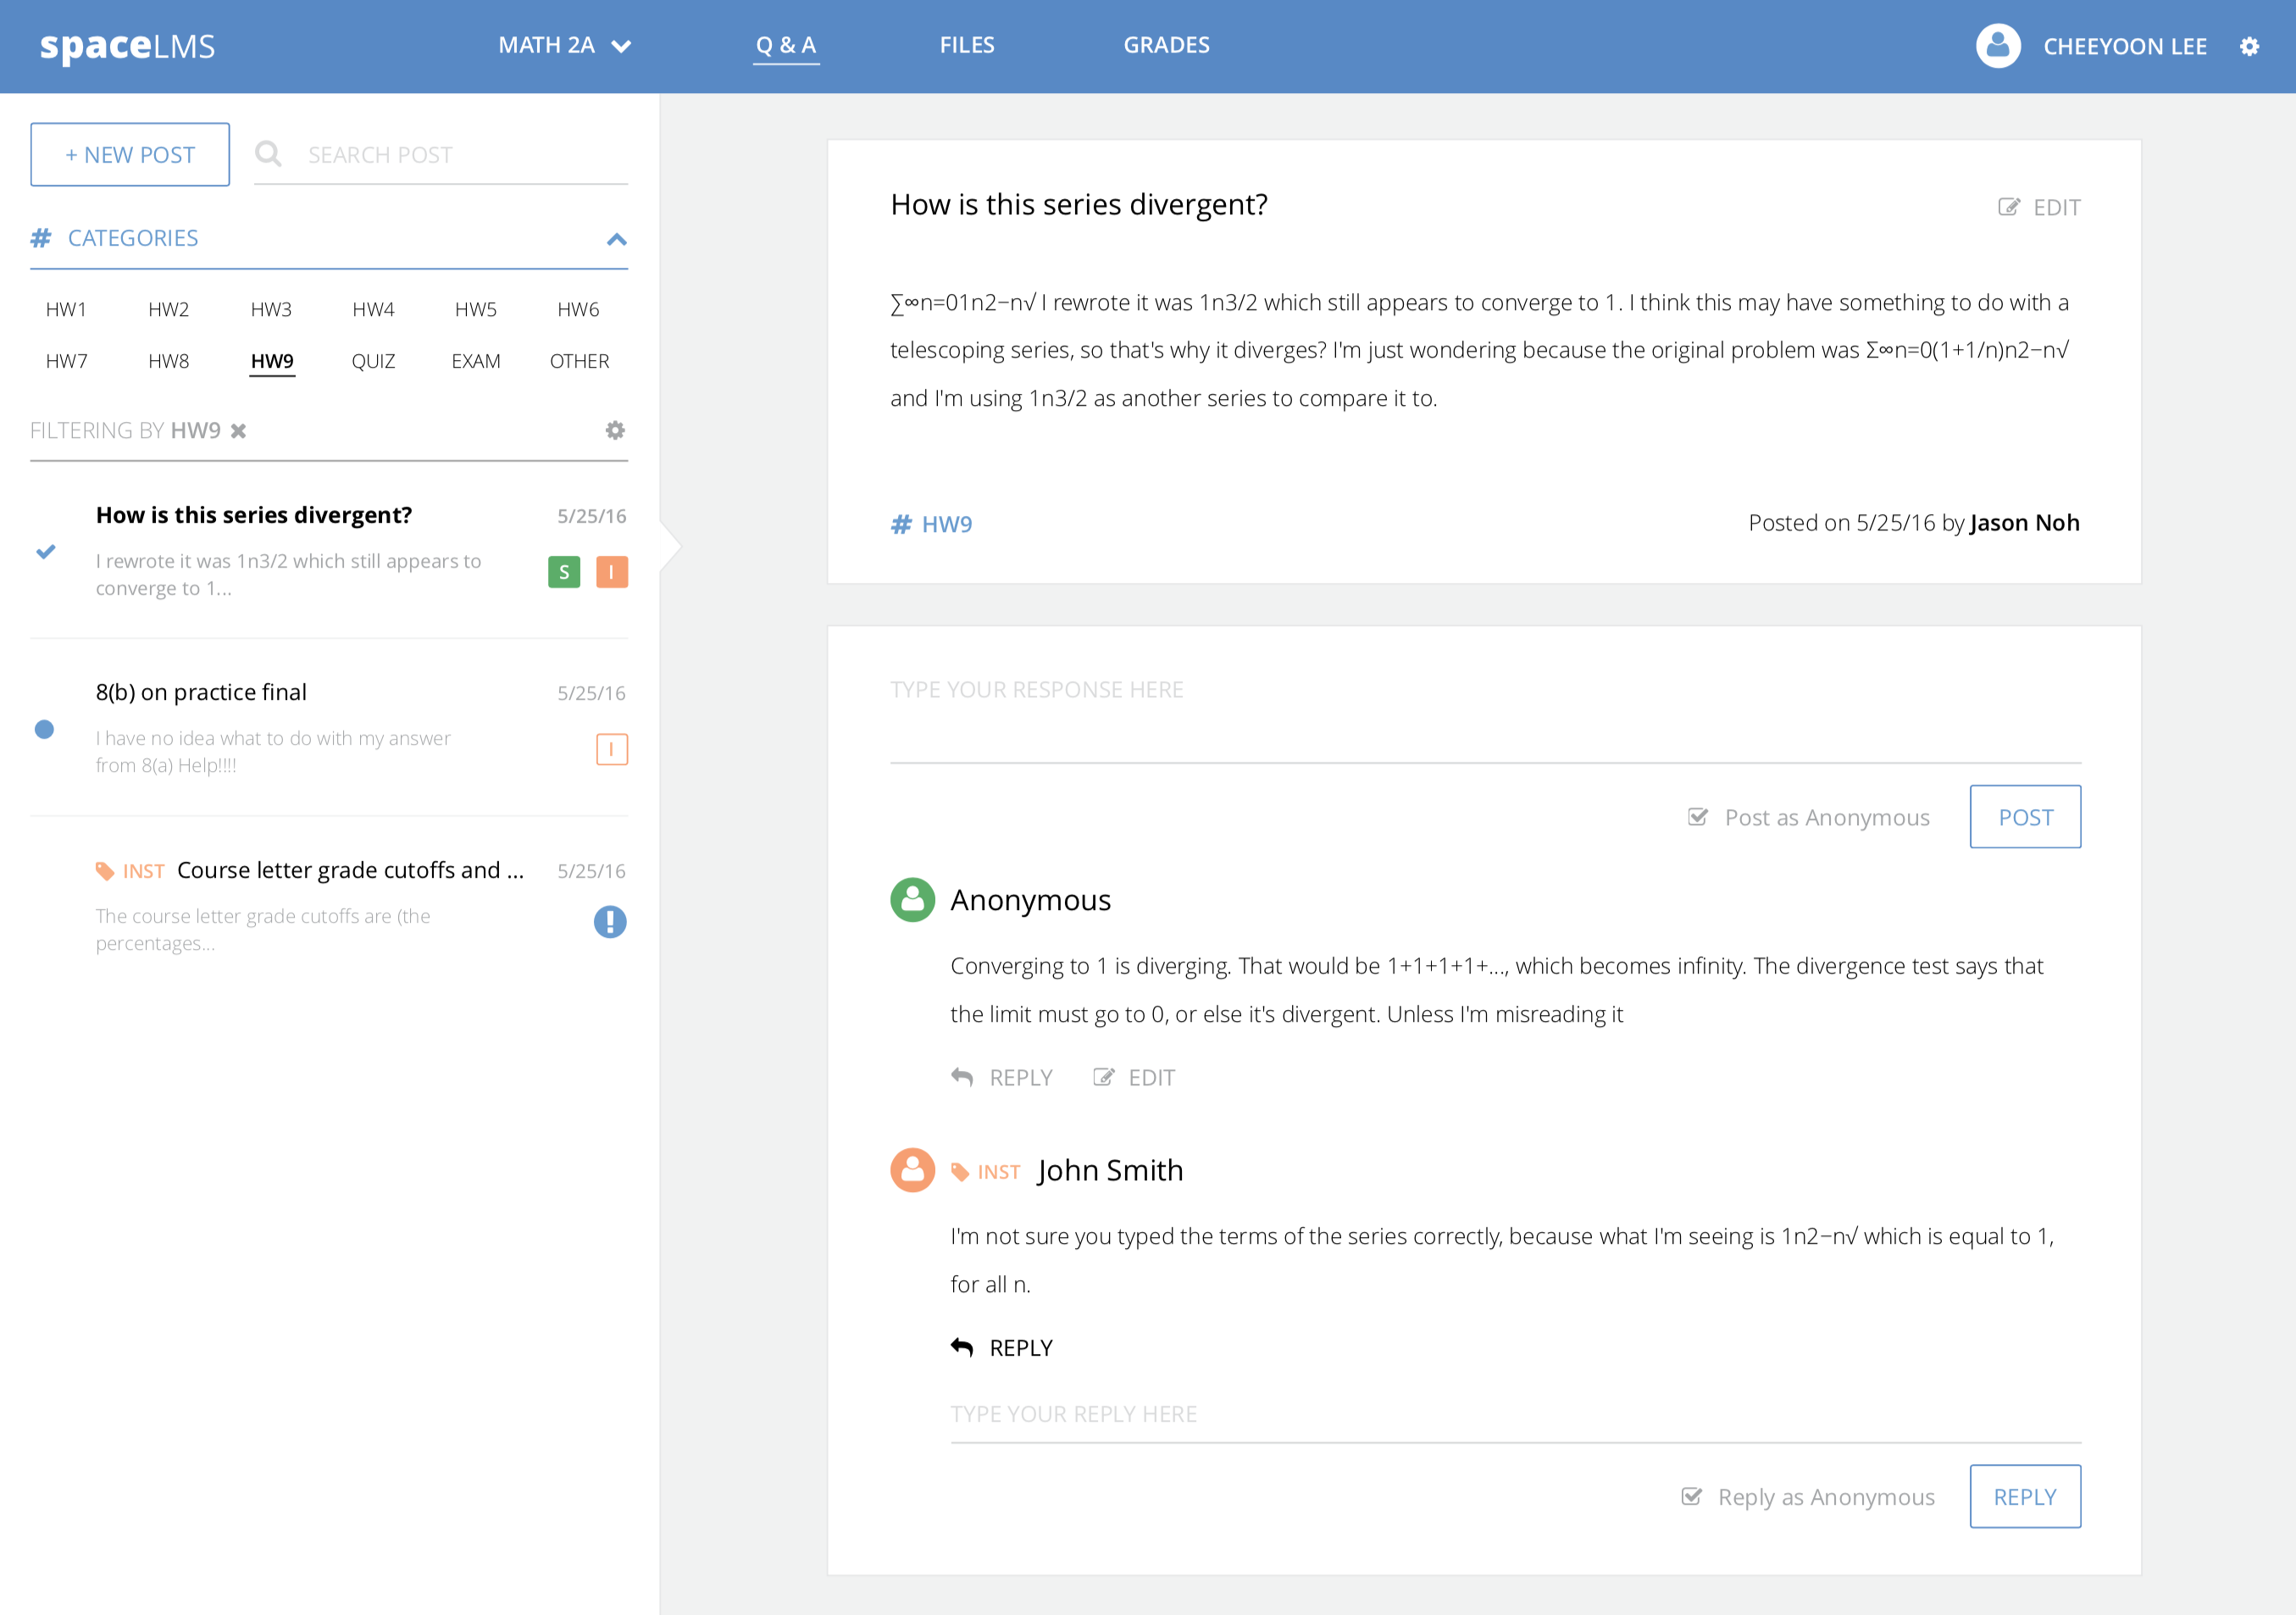 spaceLMS MATH 2A Q & A FILES GRADES CHEEYOON LEE
+ NEW POST SEARCH POST
# CATEGORIES
HW1 HW2 HW3 HW4 HW5 HW6
HW7 HW8 HW9 QUIZ EXAM OTHER
FILTERING BY HW9
How is this series divergent? 5/25/16
I rewrote it was 1n3/2 which still appears to
converge to 1...
S I
8(b) on practice final 5/25/16
I have no idea what to do with my answer
from 8(a) Help!!!!
I
INST Course letter grade cutoffs and ... 5/25/16
The course letter grade cutoffs are (the
percentages...
How is this series divergent? EDIT
∑∞n=01n2−n√ I rewrote it was 1n3/2 which still appears to converge to 1. I think this may have something to do with a
telescoping series, so that's why it diverges? I'm just wondering because the original problem was Σ∞n=0(1+1/n)n2−n√
and I'm using 1n3/2 as another series to compare it to.
# HW9 Posted on 5/25/16 by Jason Noh
TYPE YOUR RESPONSE HERE
Post as Anonymous POST
Anonymous
Converging to 1 is diverging. That would be 1+1+1+1+..., which becomes infinity. The divergence test says that
the limit must go to 0, or else it's divergent. Unless I'm misreading it
REPLY EDIT
INST John Smith
I'm not sure you typed the terms of the series correctly, because what I'm seeing is 1n2−n√ which is equal to 1,
for all n.
REPLY
TYPE YOUR REPLY HERE
Reply as Anonymous REPLY